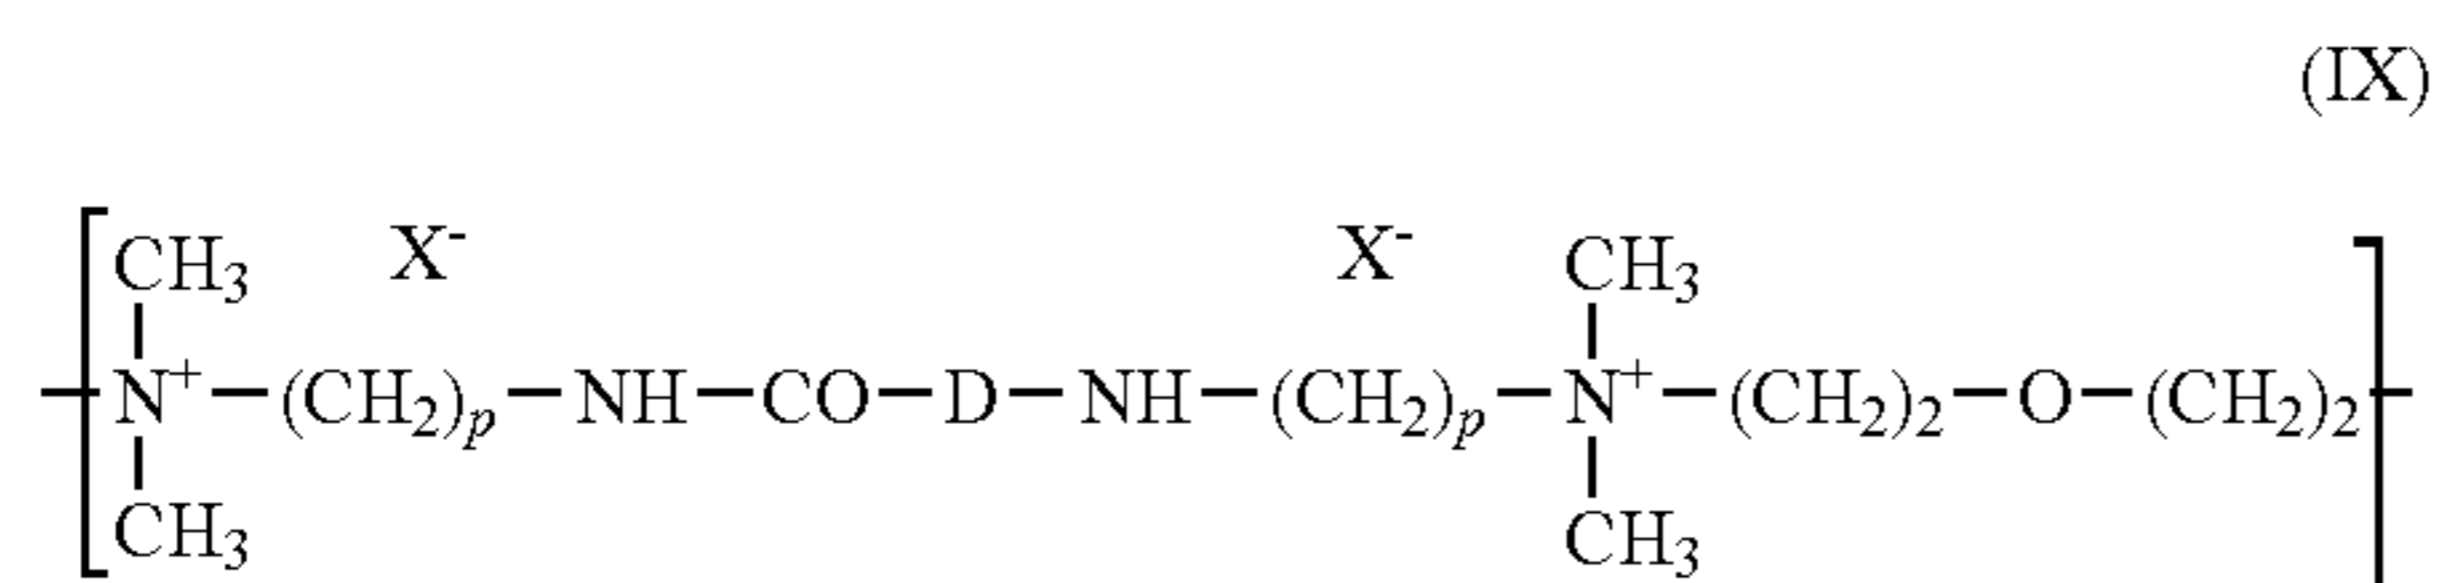 (IX)
CH₃ X⁻ X⁻ CH₃
N⁺—(CH₂)ₚ—NH—CO—D—NH—(CH₂)ₚ—N⁺—(CH₂)₂—O—(CH₂)₂
CH₃ CH₃